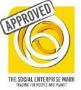 APPROVED
THE SOCIAL ENTERPRISE MARK
TRADING FOR PEOPLE AND PLANET